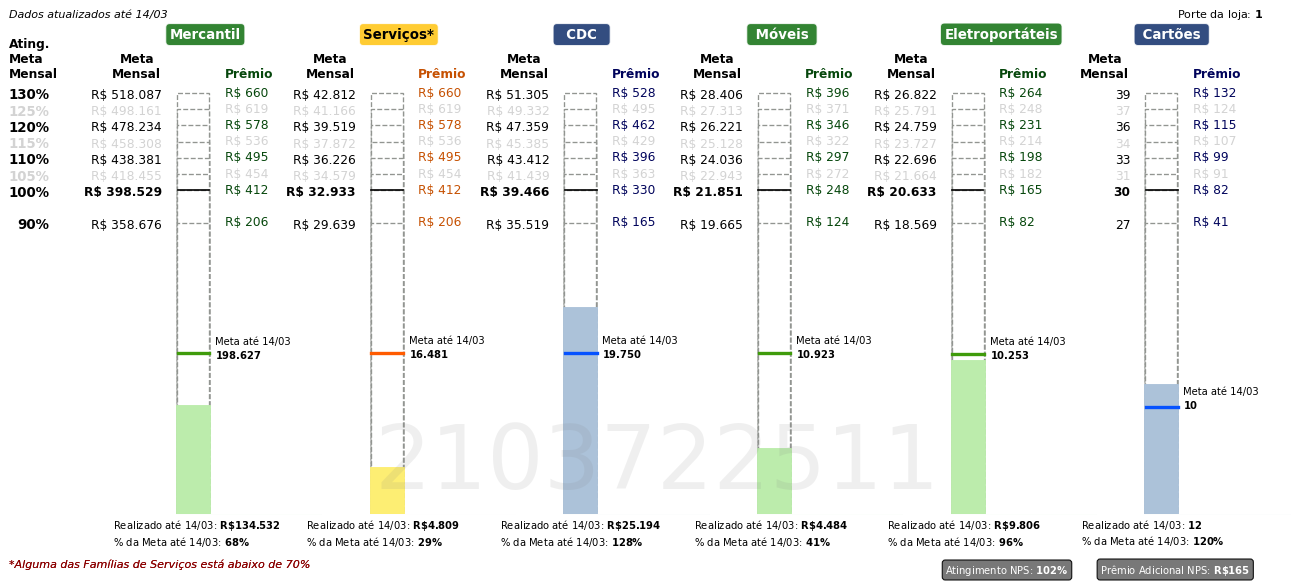 Dados atualizados até 14/03 Porte da loja: 1
Mercantil Serviços* CDC Móveis Eletroportáteis Cartões
Ating. Meta Mensal Meta Mensal Prêmio Meta Mensal Prêmio Meta Mensal Prêmio Meta Mensal Prêmio Meta Mensal Prêmio Meta Mensal Prêmio
130% R$ 518.087 R$ 660 R$ 42.812 R$ 660 R$ 51.305 R$ 528 R$ 28.406 R$ 396 R$ 26.822 R$ 264 39 R$ 132
125% R$ 498.161 R$ 619 R$ 41.166 R$ 619 R$ 49.332 R$ 495 R$ 27.313 R$ 371 R$ 25.791 R$ 248 37 R$ 124
120% R$ 478.234 R$ 578 R$ 39.519 R$ 578 R$ 47.359 R$ 462 R$ 26.221 R$ 346 R$ 24.759 R$ 231 36 R$ 115
115% R$ 458.308 R$ 536 R$ 37.872 R$ 536 R$ 45.385 R$ 429 R$ 25.128 R$ 322 R$ 23.727 R$ 214 34 R$ 107
110% R$ 438.381 R$ 495 R$ 36.226 R$ 495 R$ 43.412 R$ 396 R$ 24.036 R$ 297 R$ 22.696 R$ 198 33 R$ 99
105% R$ 418.455 R$ 454 R$ 34.579 R$ 454 R$ 41.439 R$ 363 R$ 22.943 R$ 272 R$ 21.664 R$ 182 31 R$ 91
100% R$ 398.529 R$ 412 R$ 32.933 R$ 412 R$ 39.466 R$ 330 R$ 21.851 R$ 248 R$ 20.633 R$ 165 30 R$ 82
90% R$ 358.676 R$ 206 R$ 29.639 R$ 206 R$ 35.519 R$ 165 R$ 19.665 R$ 124 R$ 18.569 R$ 82 27 R$ 41
Meta até 14/03 Meta até 14/03 Meta até 14/03 Meta até 14/03 Meta até 14/03
198.627 16.481 19.750 10.923 10.253
Meta até 14/03
10
2103722511
Realizado até 14/03: R$134.532 Realizado até 14/03: R$4.809 Realizado até 14/03: R$25.194 Realizado até 14/03: R$4.484 Realizado até 14/03: R$9.806 Realizado até 14/03: 12
% da Meta até 14/03: 68% % da Meta até 14/03: 29% % da Meta até 14/03: 128% % da Meta até 14/03: 41% % da Meta até 14/03: 96% % da Meta até 14/03: 120%
*Alguma das Famílias de Serviços está abaixo de 70% Atingimento NPS: 102% Prêmio Adicional NPS: R$165